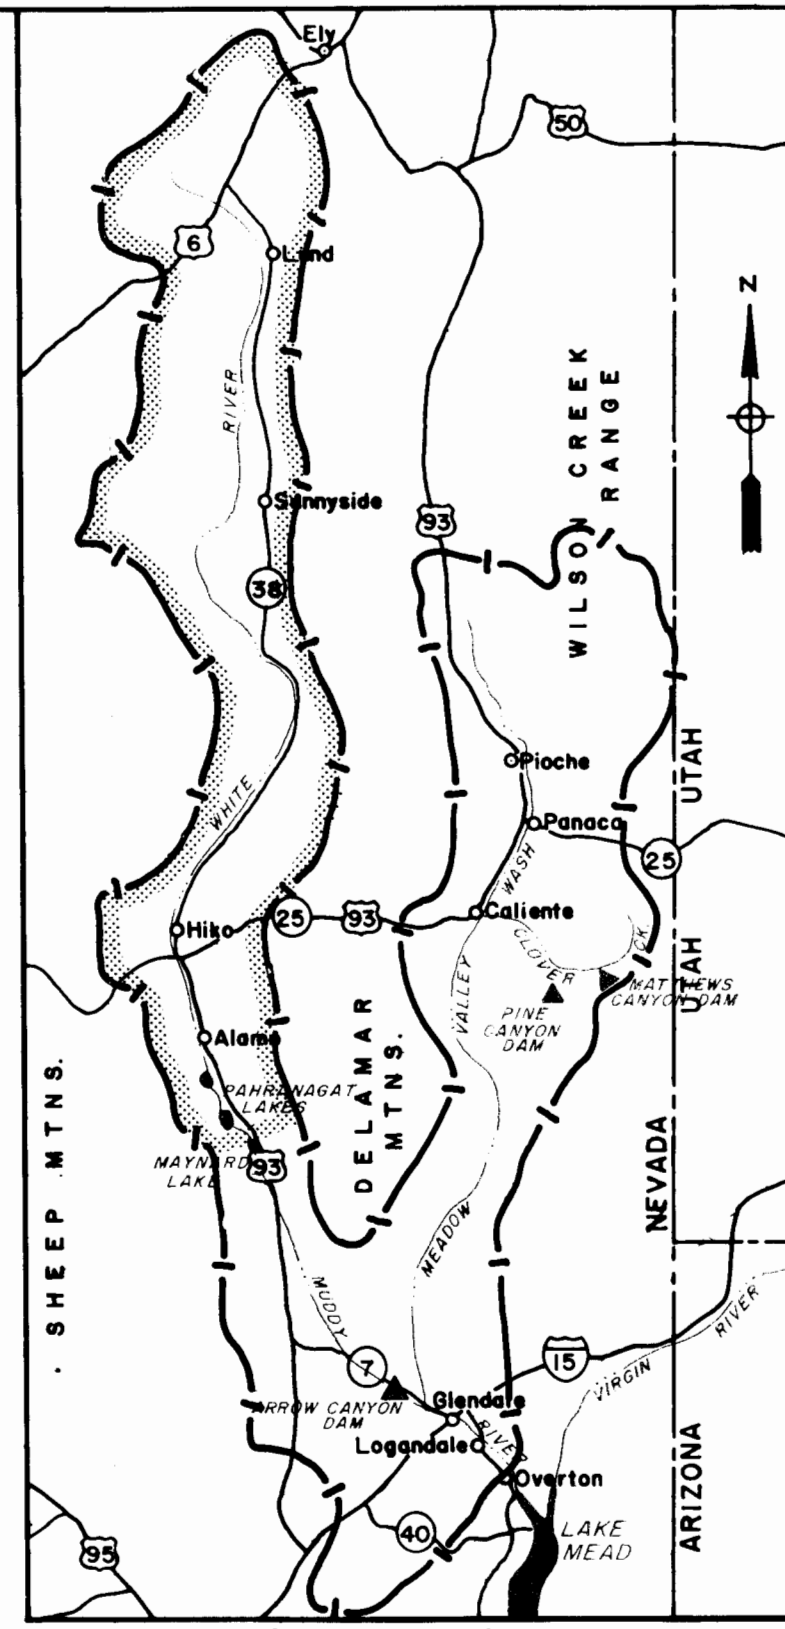 Ely
50
6
Lund
N
RIVER
WILSON CREEK
RANGE
Sunnyside
93
38
Pioche
UTAH
Panaca
25
WHITE
WASH
Caliente
25
93
Hiko
CLOVER
CK.
UTAH
MATTHEWS
CANYON DAM
VALLEY
PINE
CANYON
DAM
Alamo
DELAMAR
MTNS.
PAHRANAGAT
LAKES
SHEEP MTNS.
MAYNARD
LAKE
93
NEVADA
MEADOW
MUDDY
RIVER
VIRGIN
15
7
ARROW CANYON
DAM
Glendale
RIVER
Logandale
Overton
ARIZONA
40
LAKE
MEAD
95